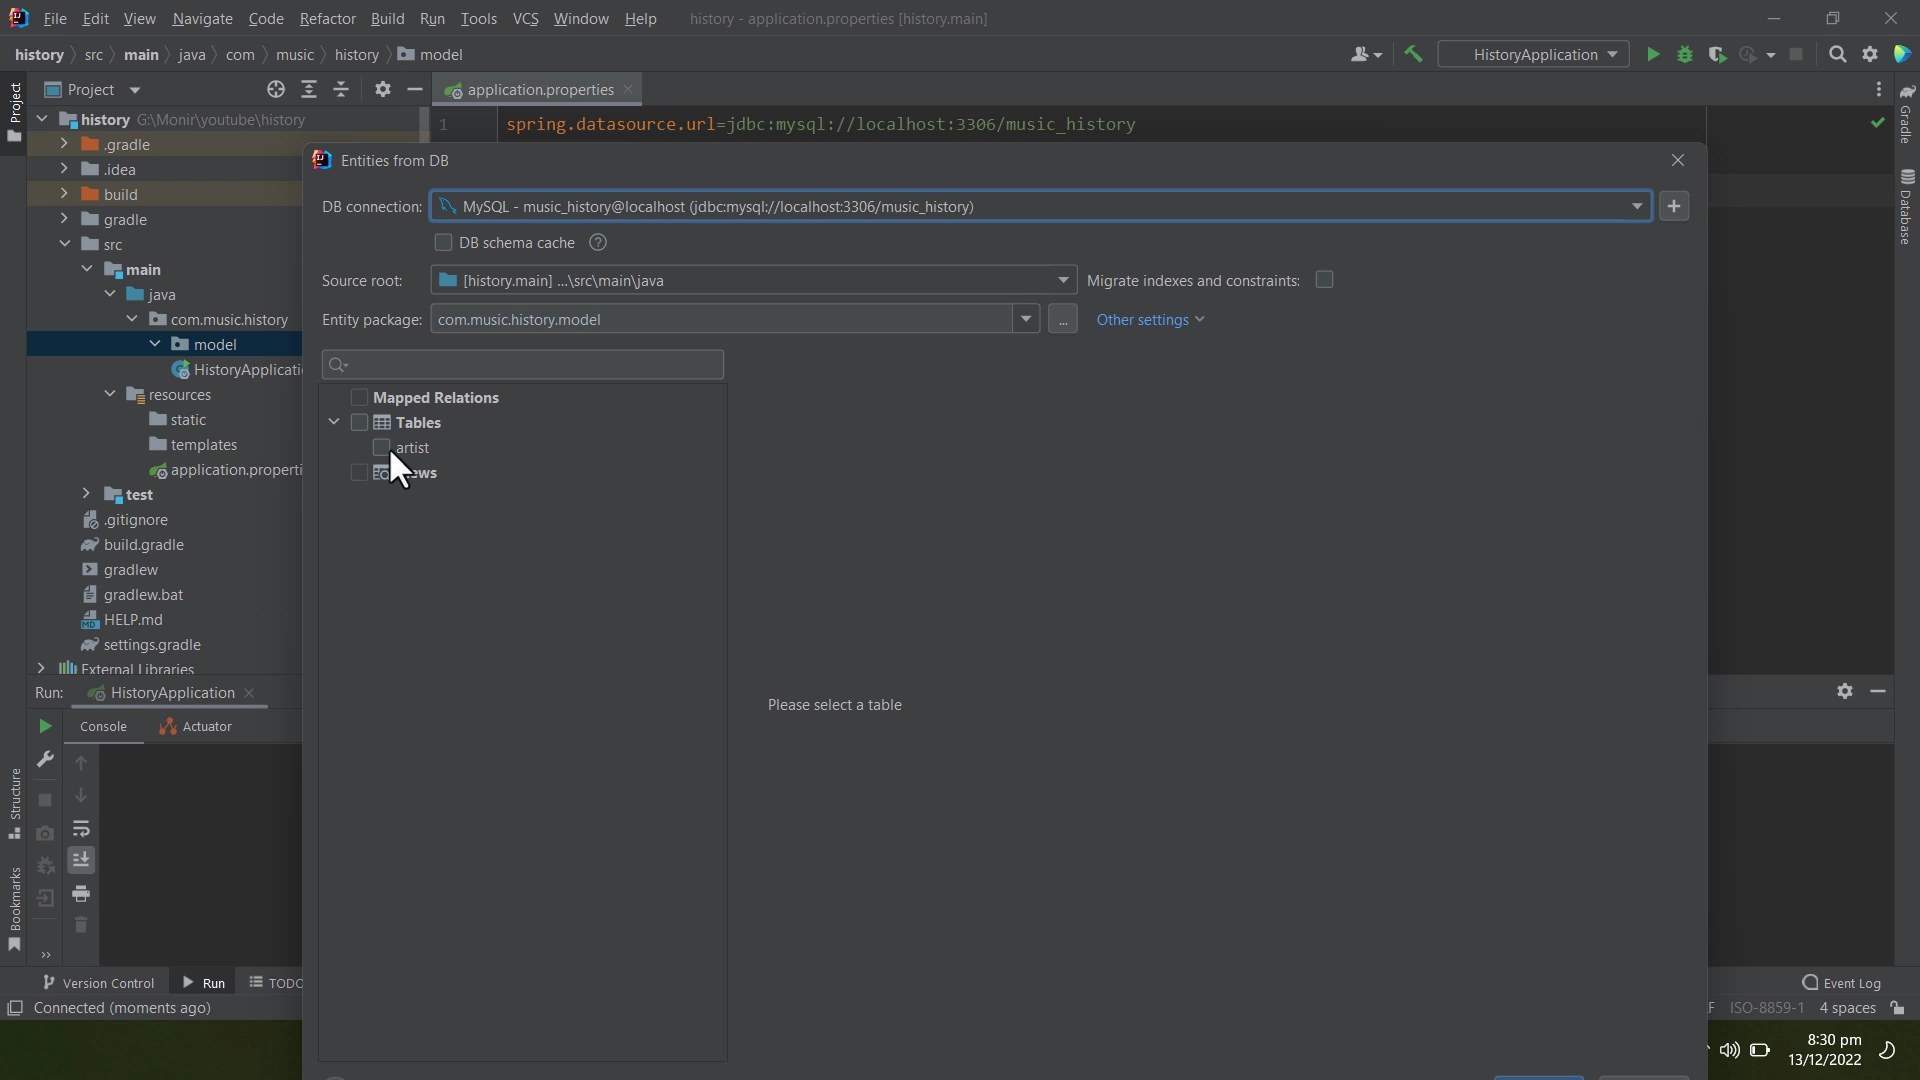 File Edit View Navigate Code Refactor Build Run Tools VCS Window Help history - application.properties [history.main]
history src main java com music history model HistoryApplication
Project
Project application.properties
history G:\Monir\youtube\history
1 spring.datasource.url=jdbc:mysql://localhost:3306/music_history
.gradle
.idea
build
gradle
src
main
java
com.music.history
model
HistoryApplicati
resources
static
templates
application.properti
test
.gitignore
build.gradle
gradlew
gradlew.bat
HELP.md
settings.gradle
External Libraries
Entities from DB
DB connection: MySQL - music_history@localhost (jdbc:mysql://localhost:3306/music_history)
DB schema cache
Source root: [history.main] ...\src\main\java Migrate indexes and constraints:
Entity package: com.music.history.model ... Other settings
Mapped Relations
Tables
artist
Please select a table
Gradle
Database
Run: HistoryApplication
Console Actuator
Structure
Bookmarks
Version Control Run TODO
Event Log
Connected (moments ago)
ISO-8859-1 4 spaces
8:30 pm
13/12/2022